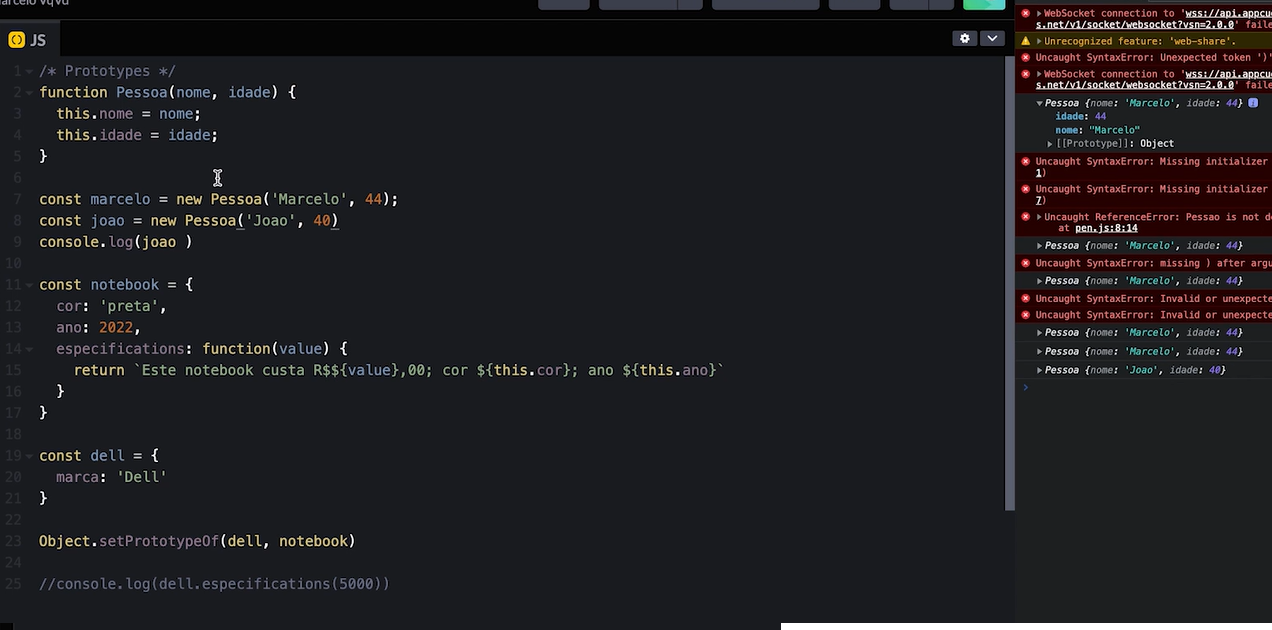 JS
1 /* Prototypes */
2 function Pessoa(nome, idade) {
3 this.nome = nome;
4 this.idade = idade;
5 }
6
7 const marcelo = new Pessoa('Marcelo', 44);
8 const joao = new Pessoa('Joao', 40)
9 console.log(joao )
10
11 const notebook = {
12 cor: 'preta',
13 ano: 2022,
14 especifications: function(value) {
15 return `Este notebook custa R$${value},00; cor ${this.cor}; ano ${this.ano}`
16 }
17 }
18
19 const dell = {
20 marca: 'Dell'
21 }
22
23 Object.setPrototypeOf(dell, notebook)
24
25 //console.log(dell.especifications(5000))
WebSocket connection to 'wss://api.appcu
s.net/v1/socket/websocket?vsn=2.0.0' faile
Unrecognized feature: 'web-share'.
Uncaught SyntaxError: Unexpected token ')'
WebSocket connection to 'wss://api.appcu
s.net/v1/socket/websocket?vsn=2.0.0' faile
Pessoa {nome: 'Marcelo', idade: 44}
idade: 44
nome: "Marcelo"
[[Prototype]]: Object
Uncaught SyntaxError: Missing initializer
1)
Uncaught SyntaxError: Missing initializer
7)
Uncaught ReferenceError: Pessao is not de
at pen.js:8:14
Pessoa {nome: 'Marcelo', idade: 44}
Uncaught SyntaxError: missing ) after argu
Pessoa {nome: 'Marcelo', idade: 44}
Uncaught SyntaxError: Invalid or unexpecte
Uncaught SyntaxError: Invalid or unexpecte
Pessoa {nome: 'Marcelo', idade: 44}
Pessoa {nome: 'Marcelo', idade: 44}
Pessoa {nome: 'Joao', idade: 40}